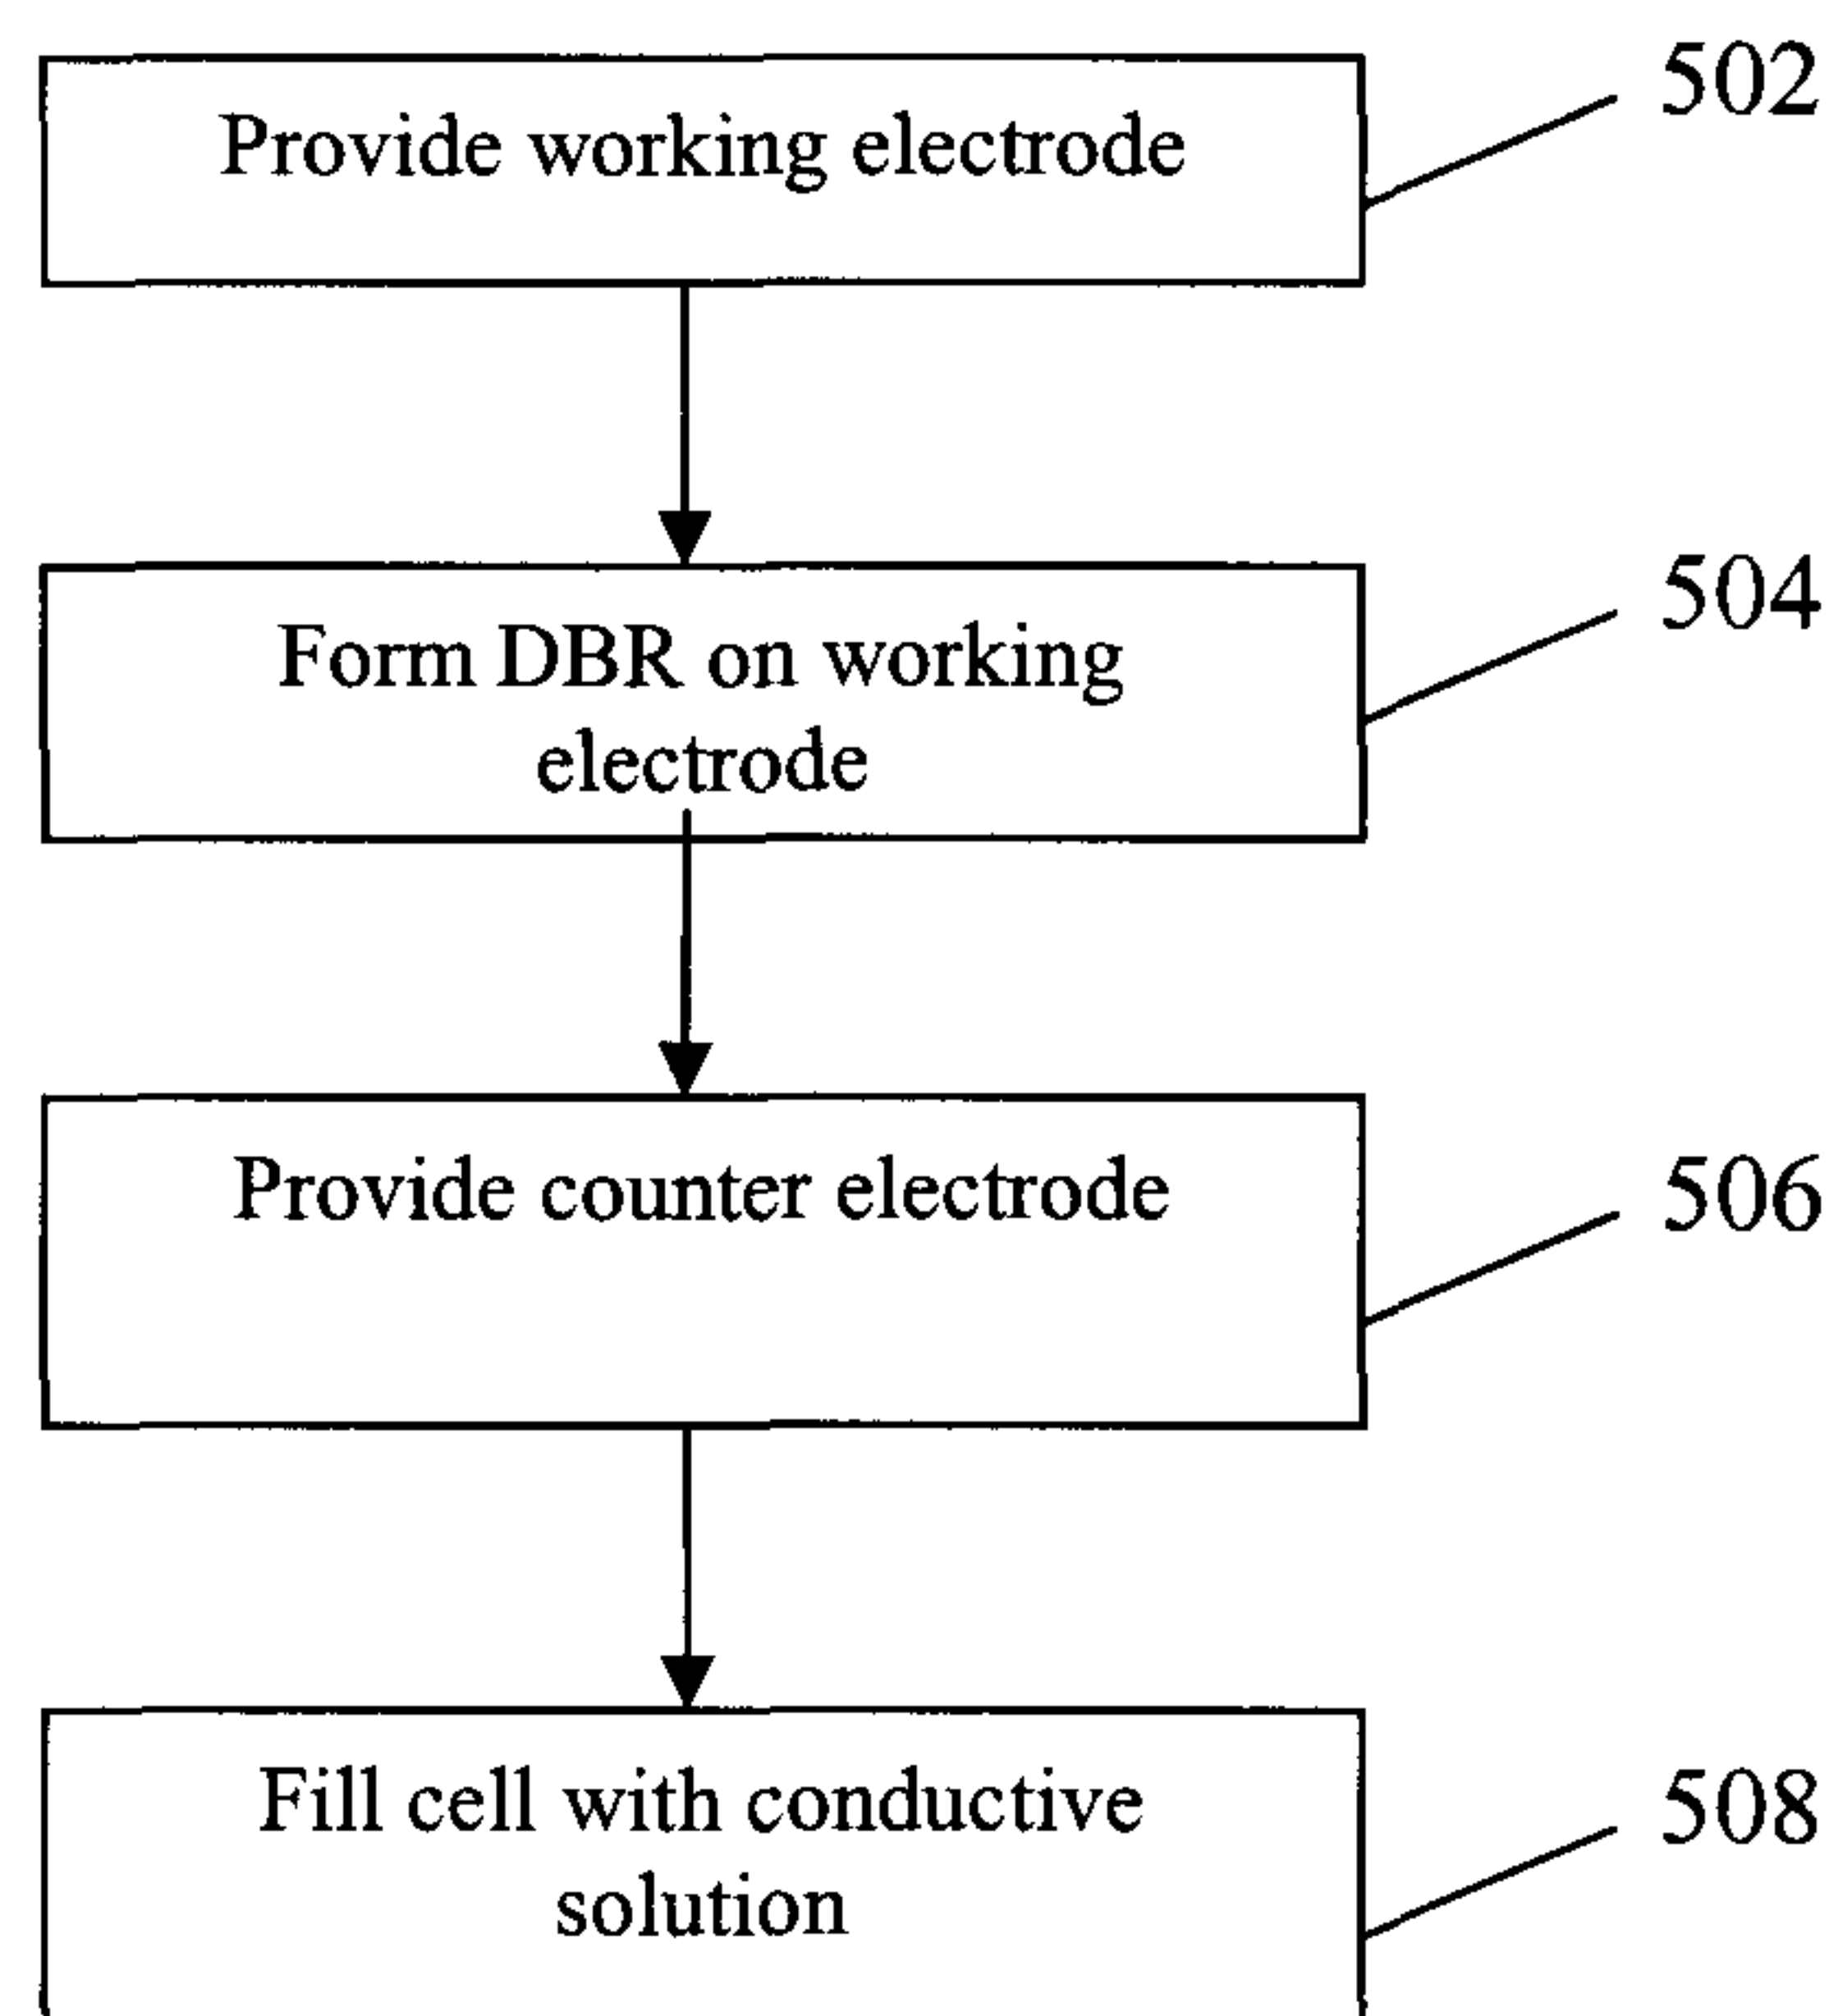 502
Provide working electrode
504
Form DBR on working
electrode
506
Provide counter electrode
508
Fill cell with conductive
solution